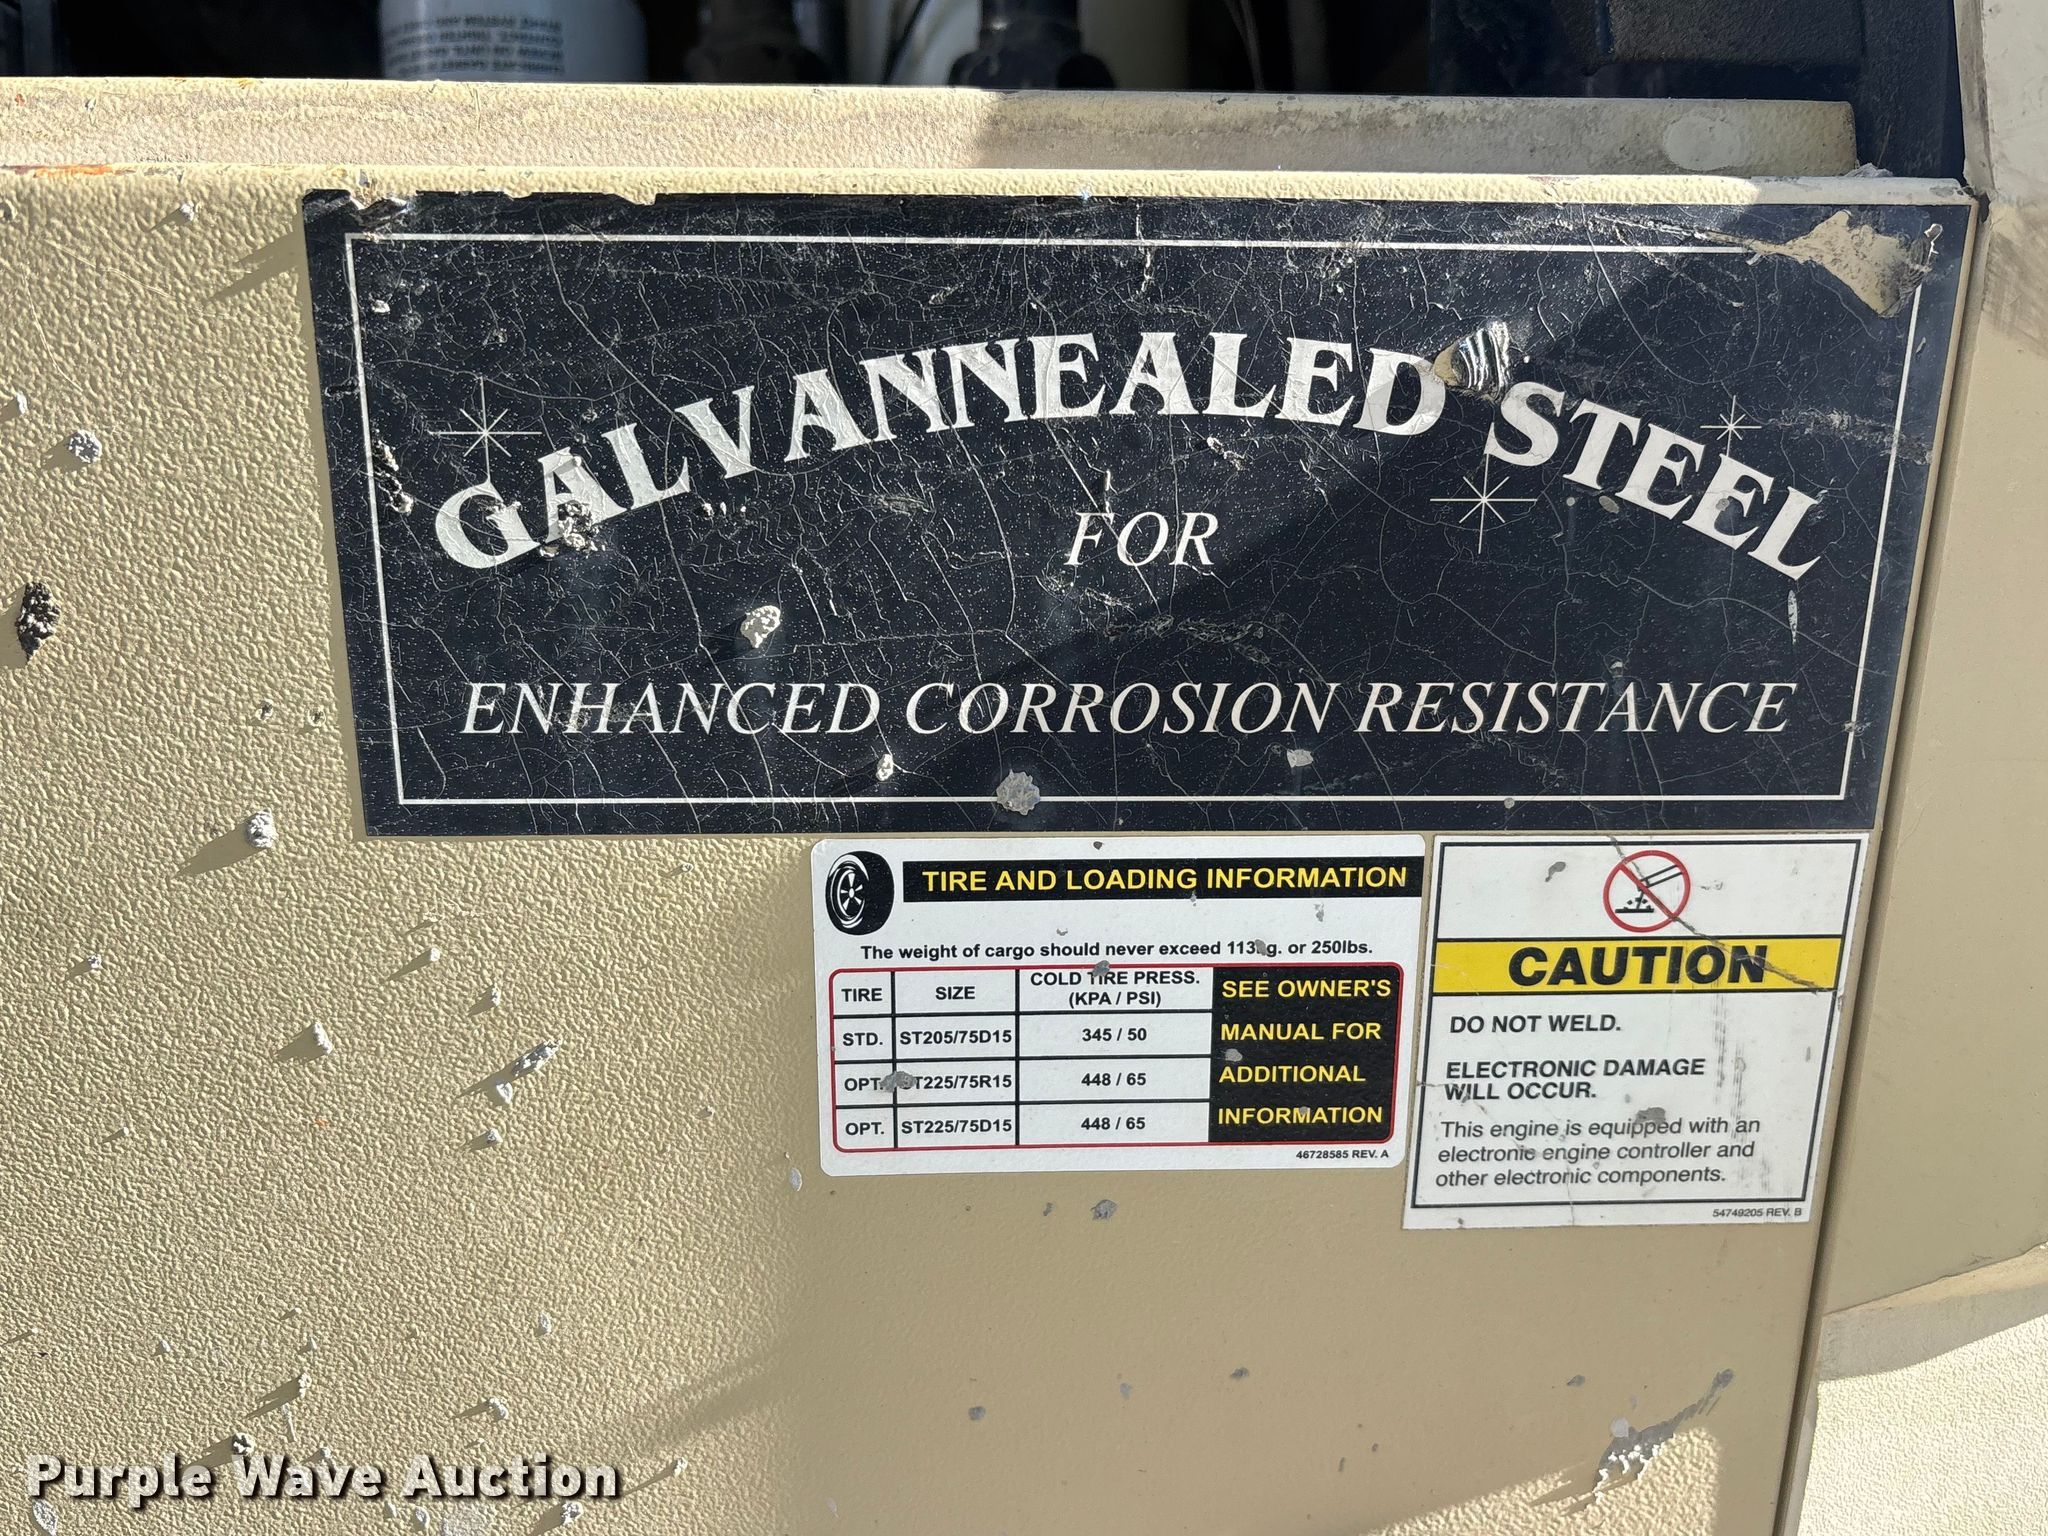 GALVANNEALED STEEL
FOR
ENHANCED CORROSION RESISTANCE
TIRE AND LOADING INFORMATION
The weight of cargo should never exceed or 250lbs.
TIRE SIZE COLD TIRE PRESS. (KPA / PSI)
STD. ST205/75D15 345 / 50
OPT. ST225/75R15 448 / 65
OPT. ST225/75D15 448 / 65
SEE OWNER'S
MANUAL FOR
ADDITIONAL
INFORMATION
46728585 REV. A
CAUTION
DO NOT WELD.
ELECTRONIC DAMAGE
WILL OCCUR.
This engine is equipped with an
electronic engine controller and
other electronic components.
54749205 REV. B
Purple Wave Auction